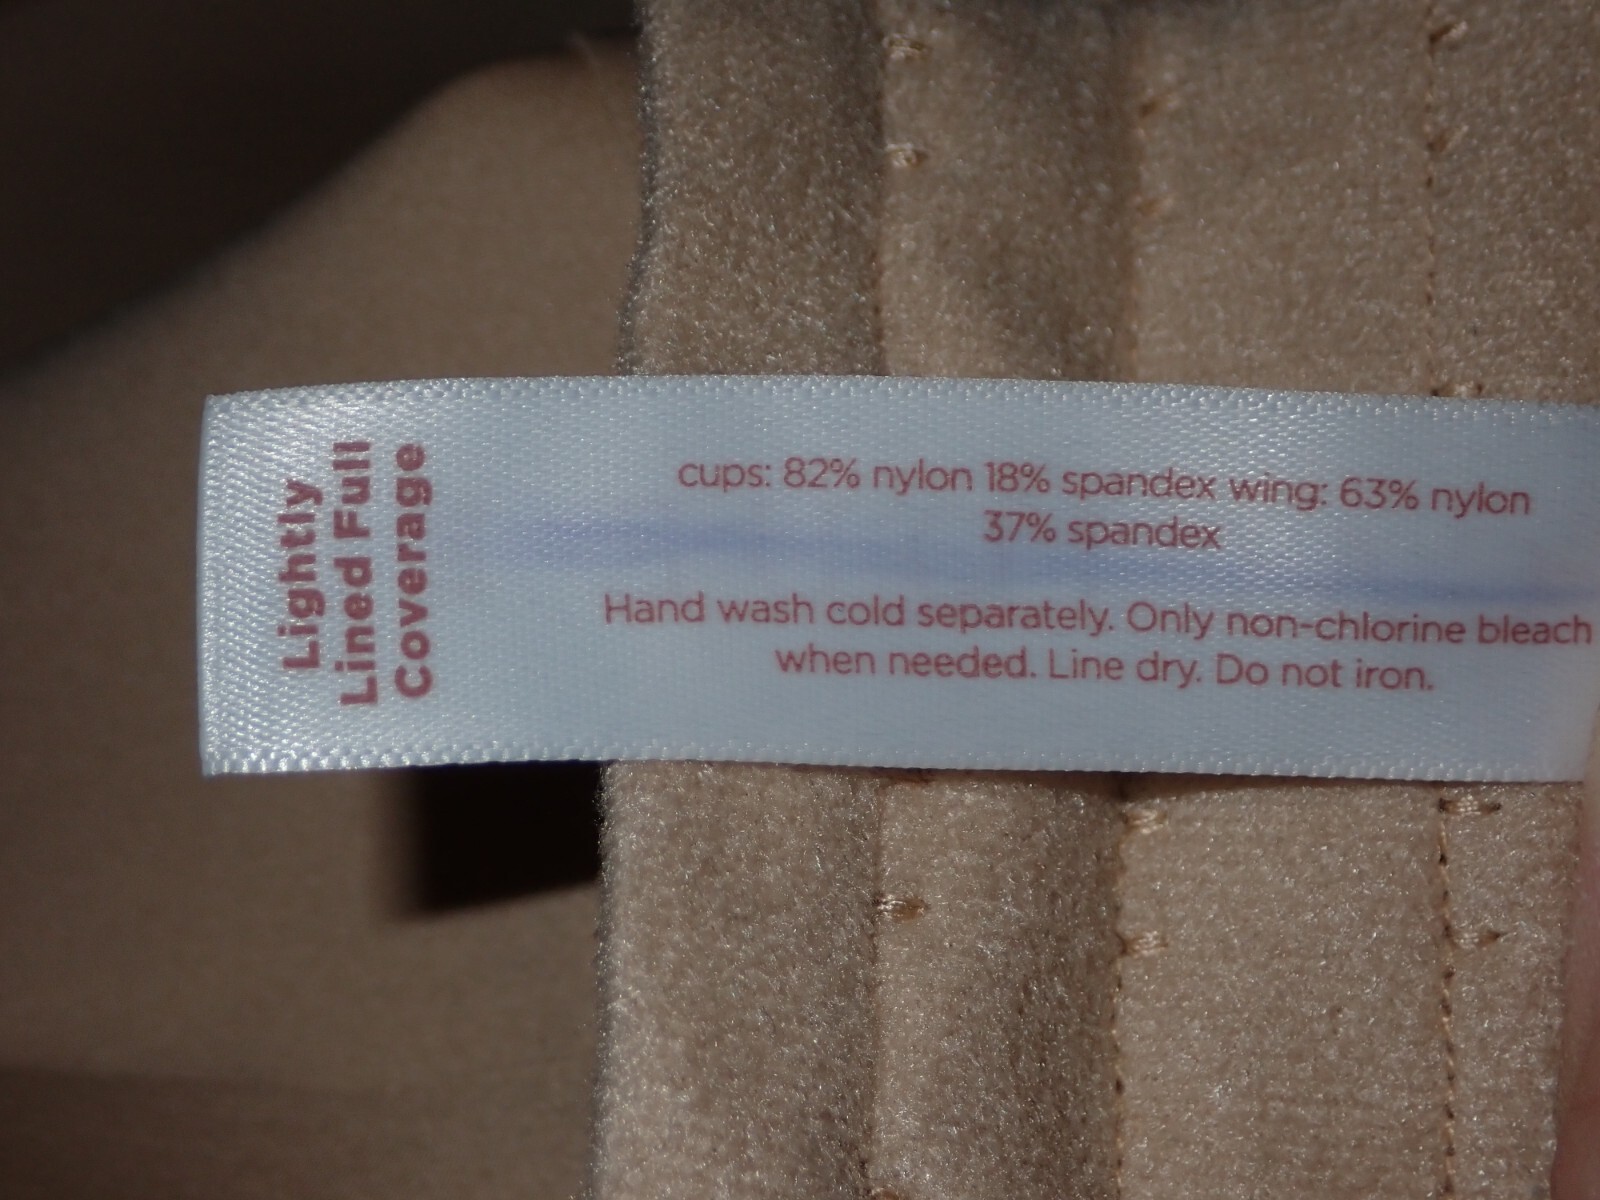 Lightly
Lined Full
Coverage
cups: 82% nylon 18% spandex wing: 63% nylon
37% spandex
Hand wash cold separately. Only non-chlorine bleach
when needed. Line dry. Do not iron.